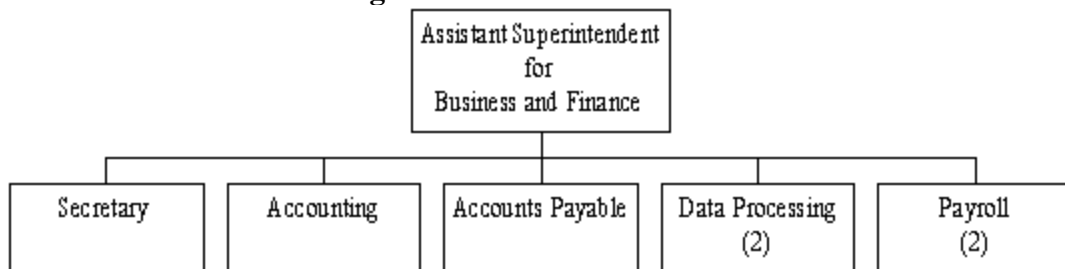 Assistant Superintendent
for
Business and Finance
Secretary
Accounting
Accounts Payable
Data Processing
(2)
Payroll
(2)